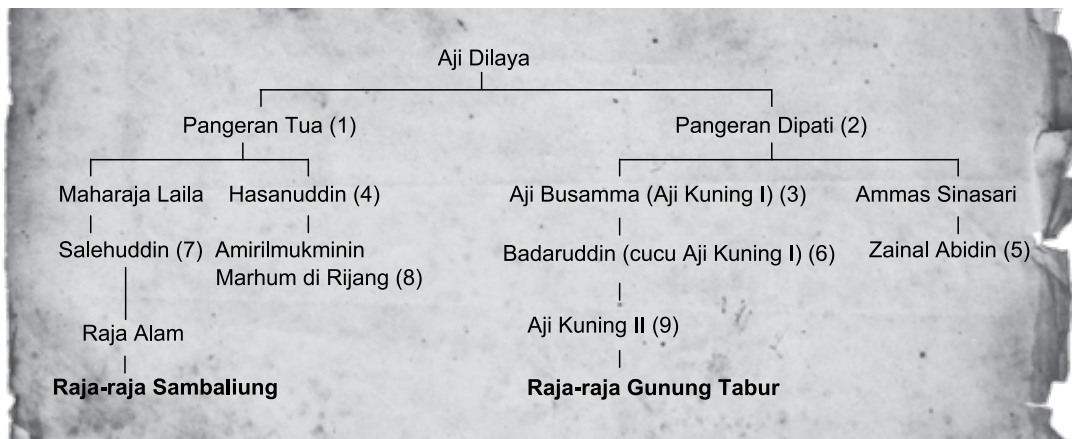 Aji Dilaya
Pangeran Tua (1) Pangeran Dipati (2)
Maharaja Laila Hasanuddin (4) Aji Busamma (Aji Kuning I) (3) Ammas Sinasari
Salehuddin (7) Amirilmukminin Badaruddin (cucu Aji Kuning I) (6) Zainal Abidin (5)
Marhum di Rijang (8)
Raja Alam Aji Kuning II (9)
Raja-raja Sambaliung Raja-raja Gunung Tabur